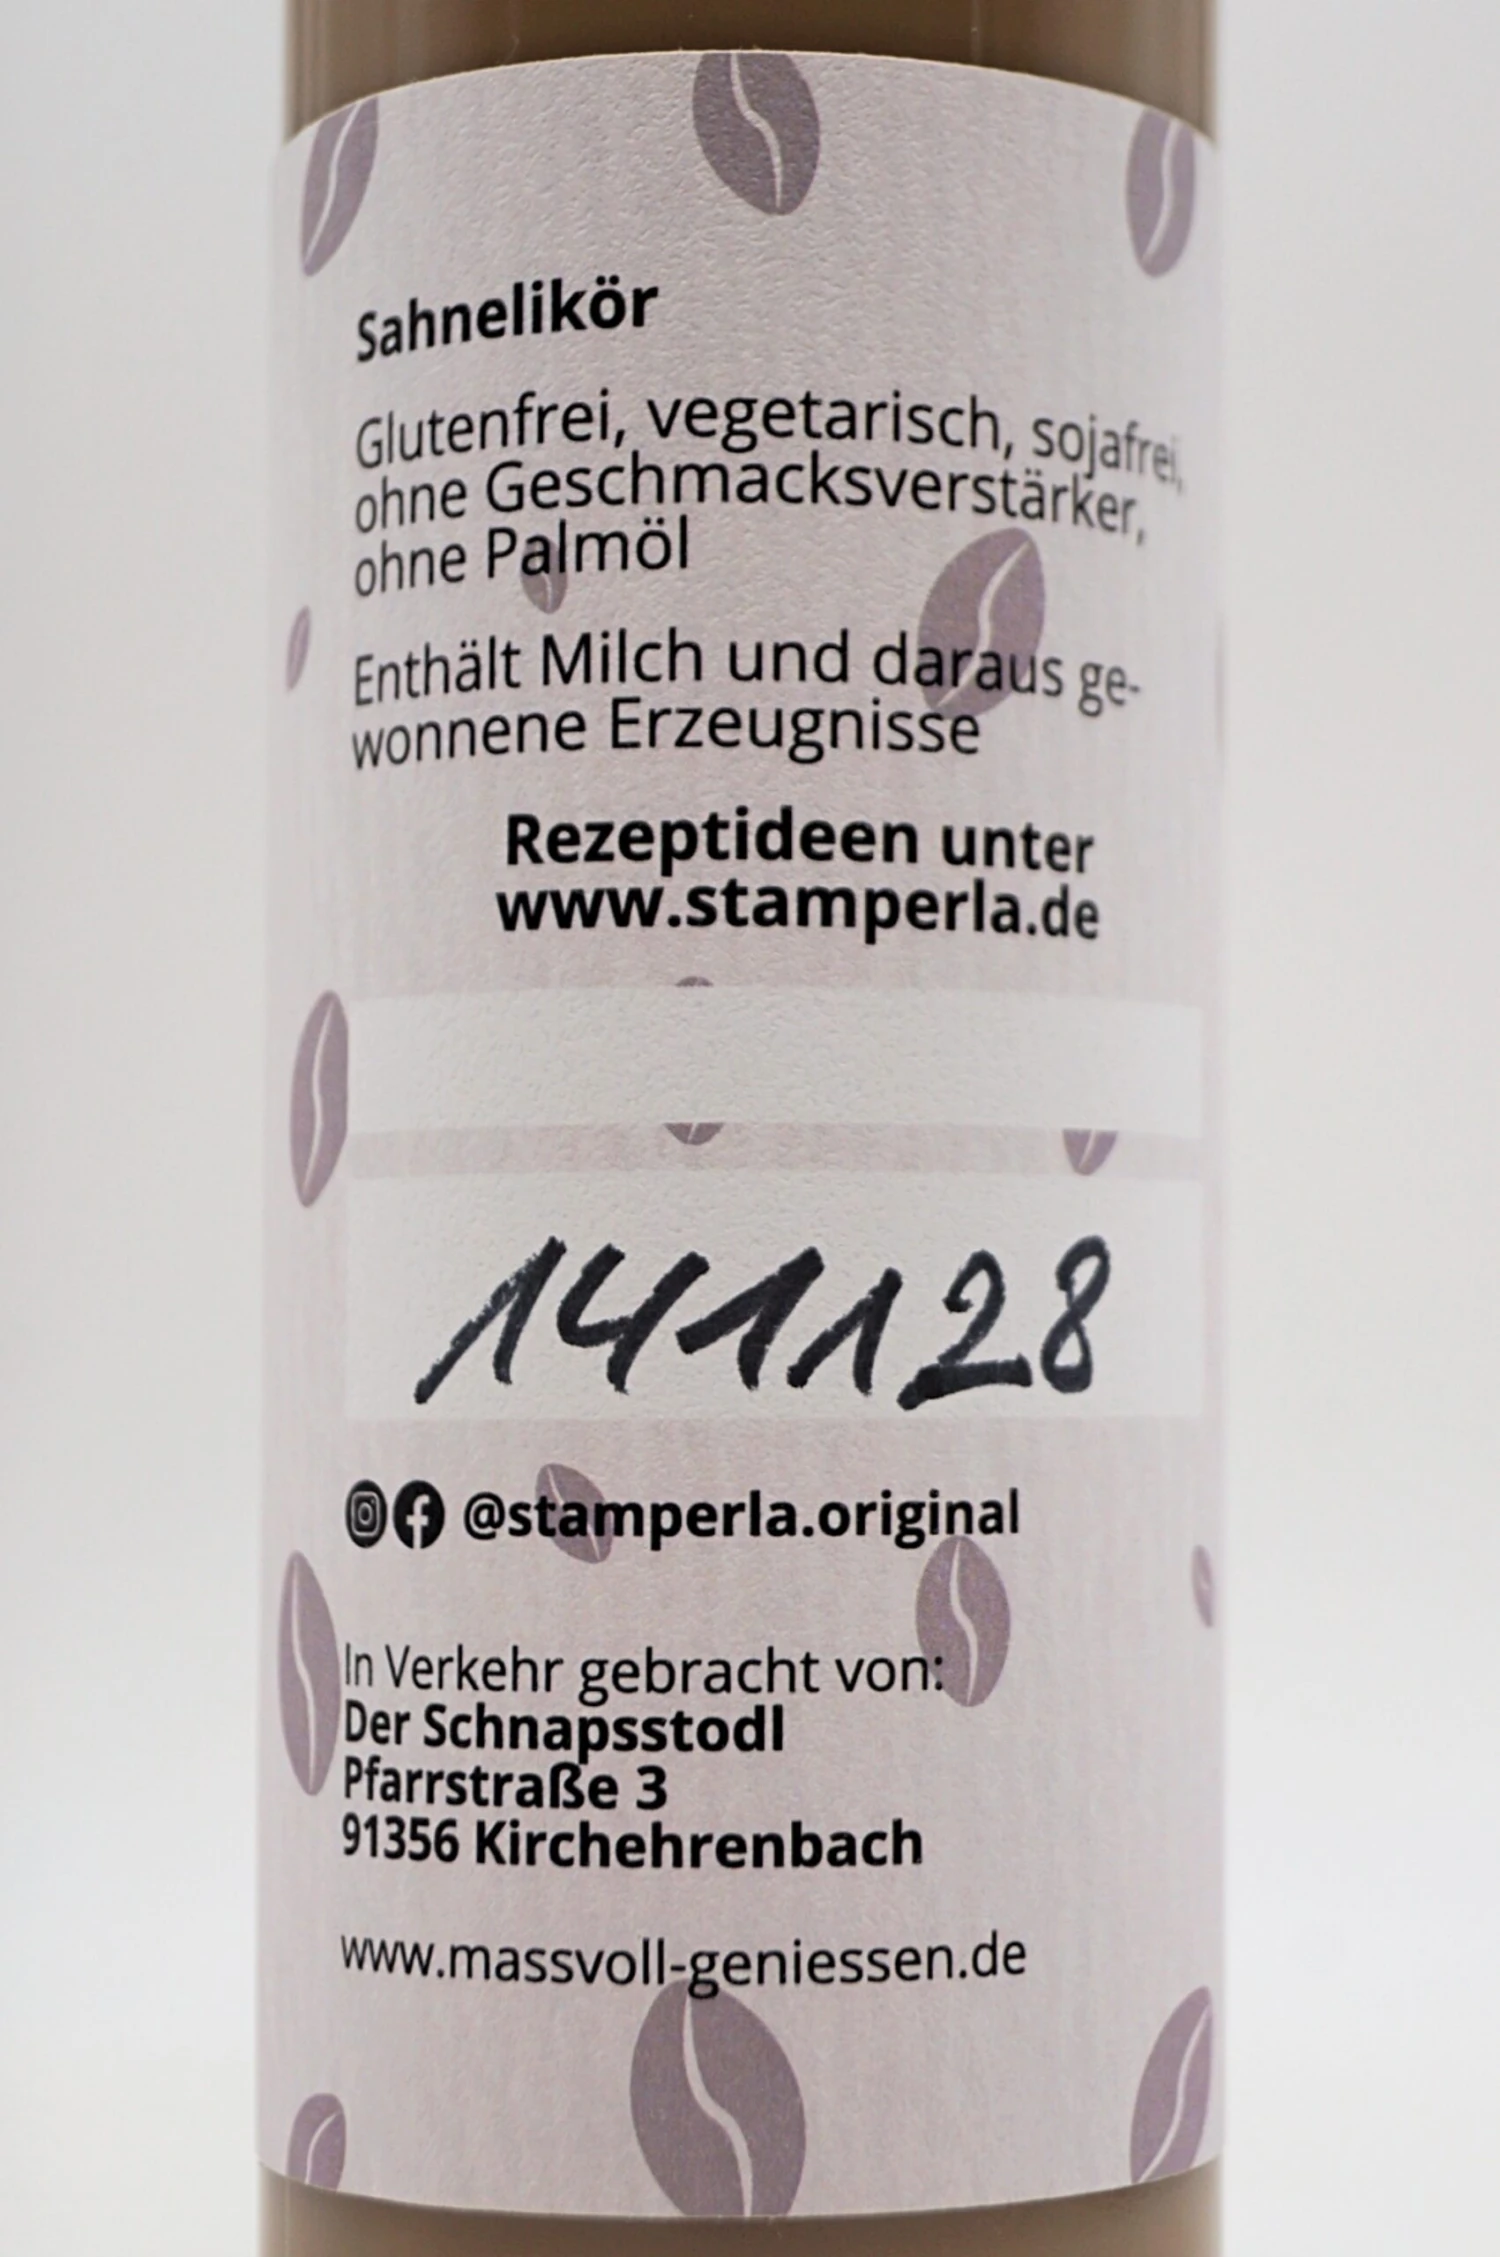 Sahnelikör
Glutenfrei, vegetarisch, sojafrei,
ohne Geschmacksverstärker,
ohne Palmöl
Enthält Milch und daraus ge-
wonnene Erzeugnisse
Rezeptideen unter
www.stamperla.de
141128
@stamperla.original
In Verkehr gebracht von:
Der Schnapsstodl
Pfarrstraße 3
91356 Kirchehrenbach
www.massvoll-geniessen.de